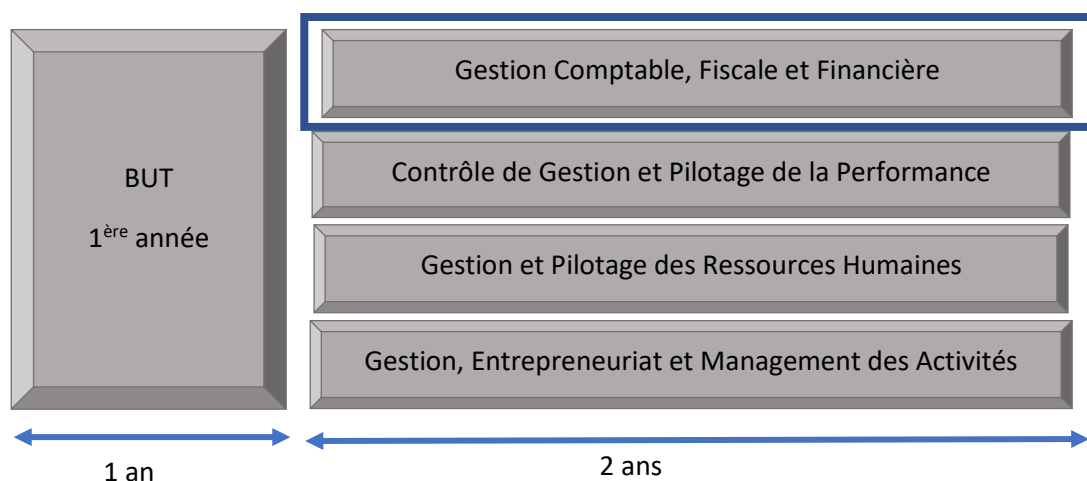 BUT
1ère année
Gestion Comptable, Fiscale et Financière
Contrôle de Gestion et Pilotage de la Performance
Gestion et Pilotage des Ressources Humaines
Gestion, Entrepreneuriat et Management des Activités
1 an
2 ans